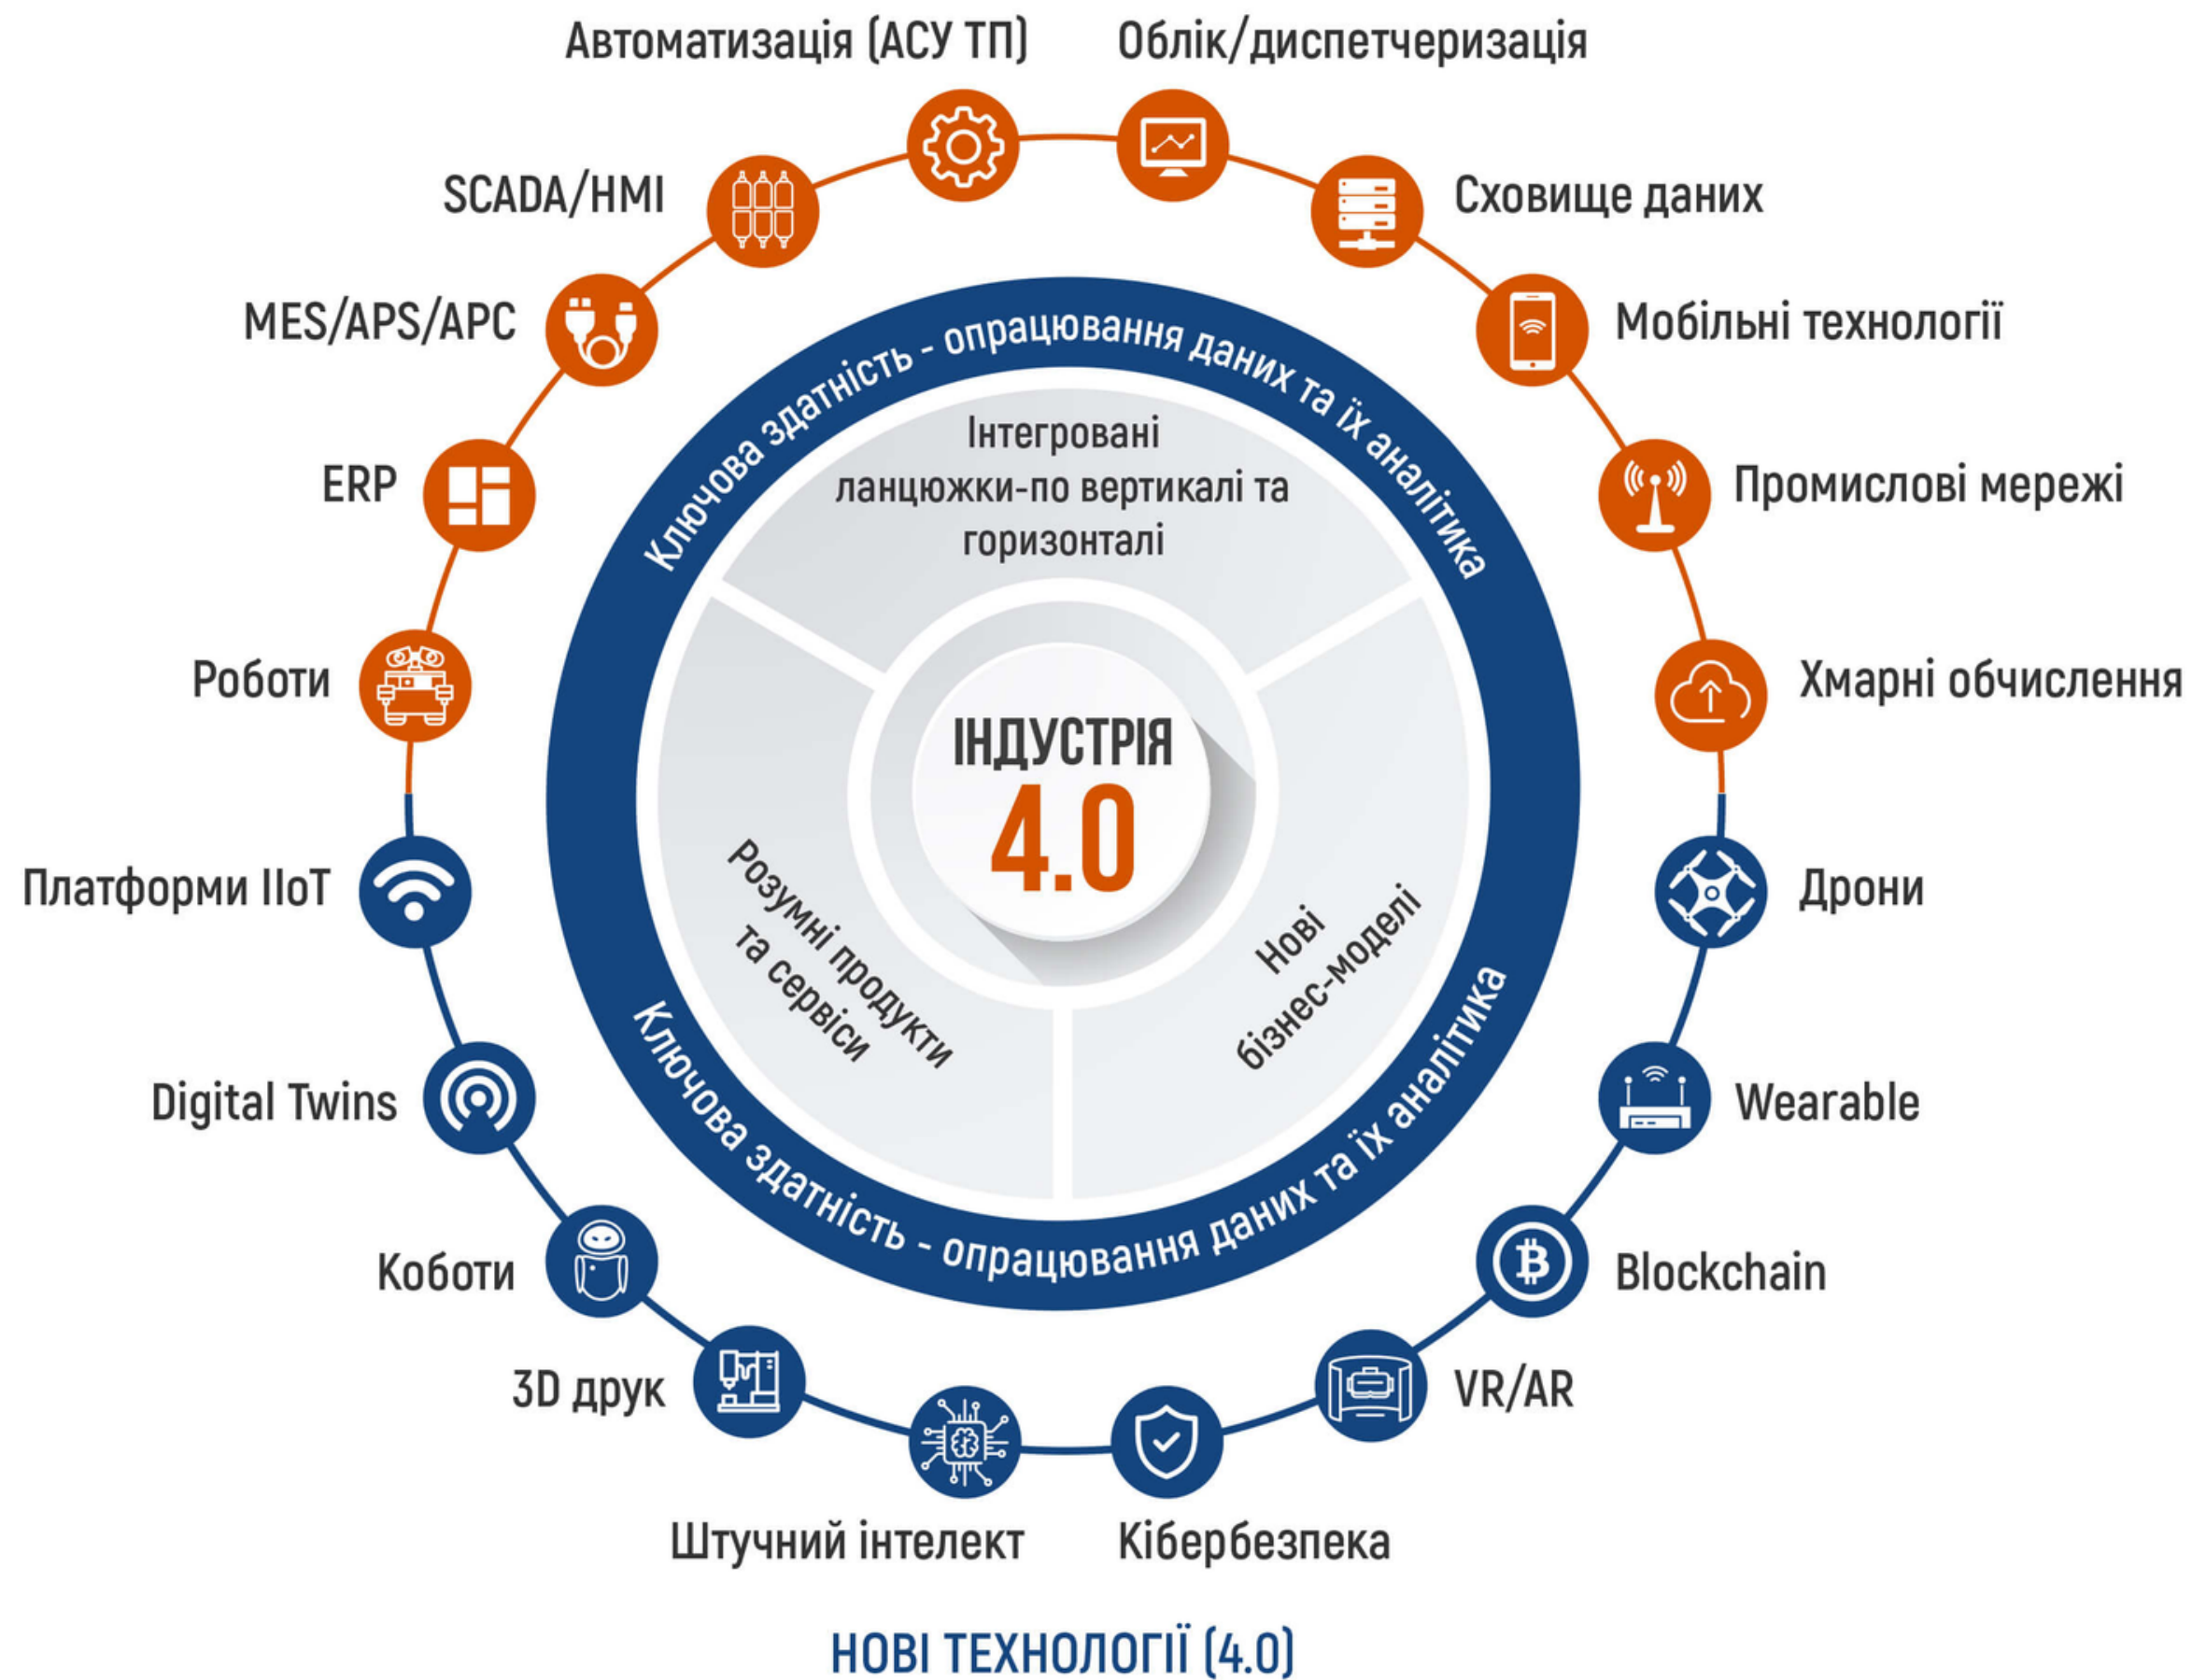 Автоматизація (АСУ ТП)
Облік/диспетчеризація
SCADA/HMI
Сховище даних
MES/APS/APC
Мобільні технології
ERP
Промислові мережі
Роботи
Хмарні обчислення
Ключова здатність - опрацювання даних та їх аналітика
Інтегровані
ланцюжки-по вертикалі та
горизонталі
ІНДУСТРІЯ
4.0
Розумні продукти
та сервіси
Нові
бізнес-моделі
Ключова здатність - опрацювання даних та їх аналітика
Платформи IIoT
Дрони
Digital Twins
Wearable
Коботи
Blockchain
3D друк
VR/AR
Штучний інтелект
Кібербезпека
НОВІ ТЕХНОЛОГІЇ (4.0)